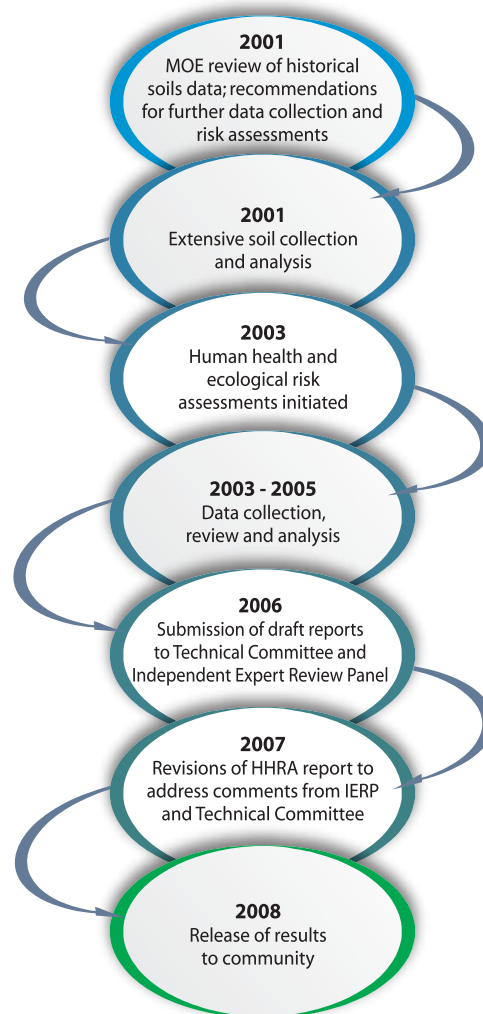 2001
MOE review of historical
soils data; recommendations
for further data collection and
risk assessments
2001
Extensive soil collection
and analysis
2003
Human health and
ecological risk
assessments initiated
2003 - 2005
Data collection,
review and analysis
2006
Submission of draft reports
to Technical Committee and
Independent Expert Review Panel
2007
Revisions of HHRA report to
address comments from IERP
and Technical Committee
2008
Release of results
to community